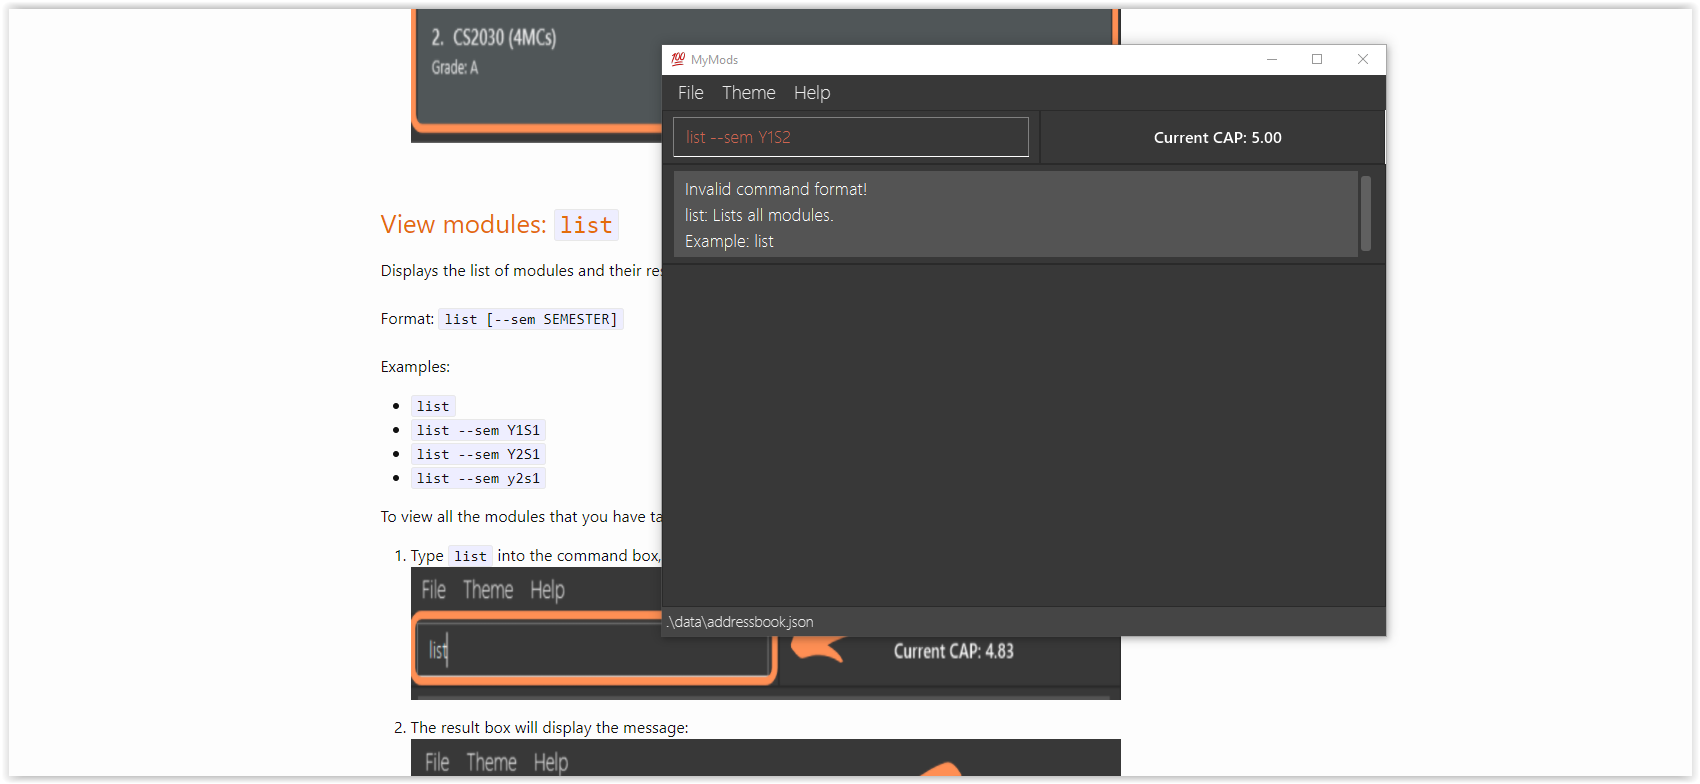 2. CS2030 (4MCs)
Grade: A
View modules: list
Displays the list of modules and their res
Format: list [--sem SEMESTER]
Examples:
list
list --sem Y1S1
list --sem Y2S1
list --sem y2s1
To view all the modules that you have ta
1. Type list into the command box,
File Theme Help
list
Current CAP: 4.83
2. The result box will display the message:
File Theme Help
MyMods
File Theme Help
list --sem Y1S2
Current CAP: 5.00
Invalid command format!
list: Lists all modules.
Example: list
.\data\addressbook.json